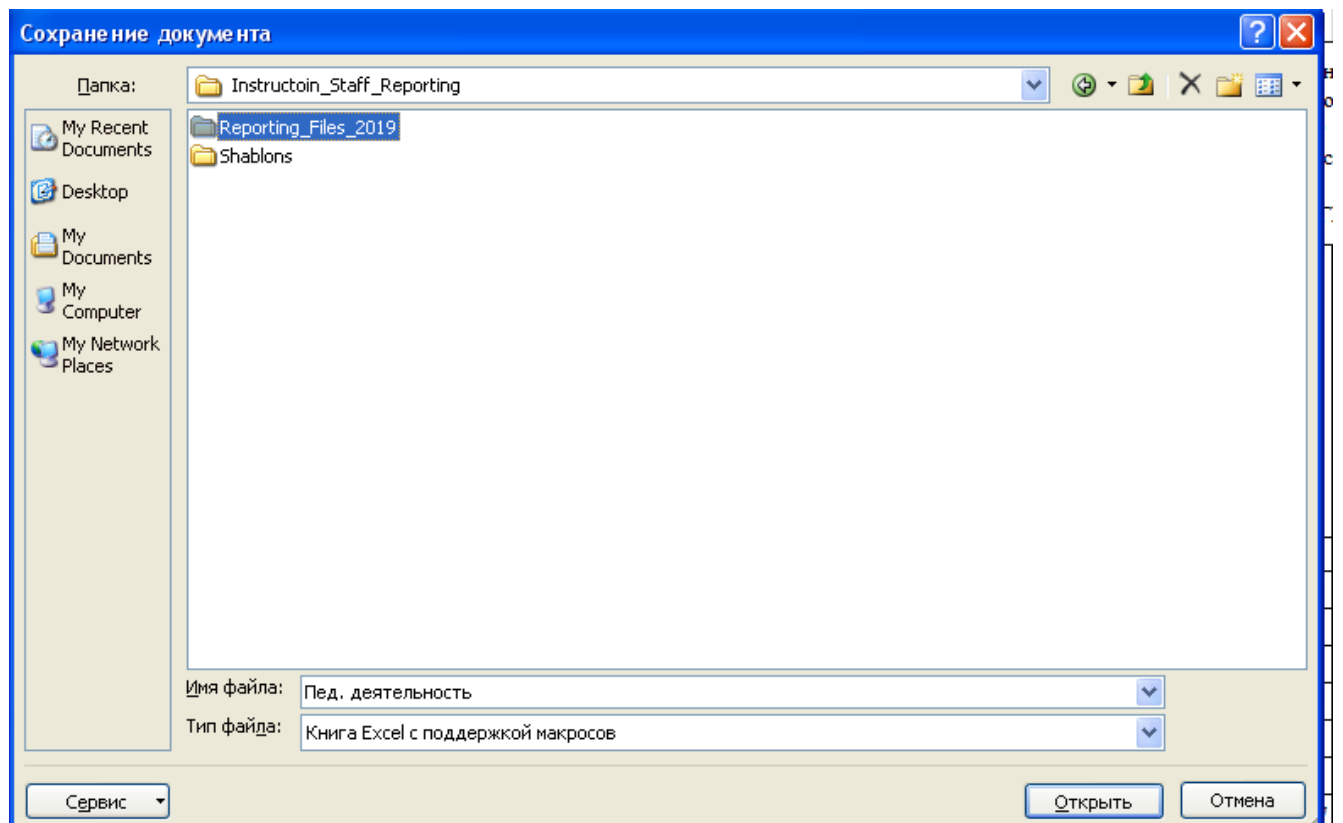 Сохранение документа
Папка:
Instructoin_Staff_Reporting
My Recent
Documents
Desktop
My
Documents
My
Computer
My Network
Places
Reporting_Files_2019
Shablons
Имя файла:
Пед. деятельность
Тип файла:
Книга Excel с поддержкой макросов
Сервис
Открыть
Отмена